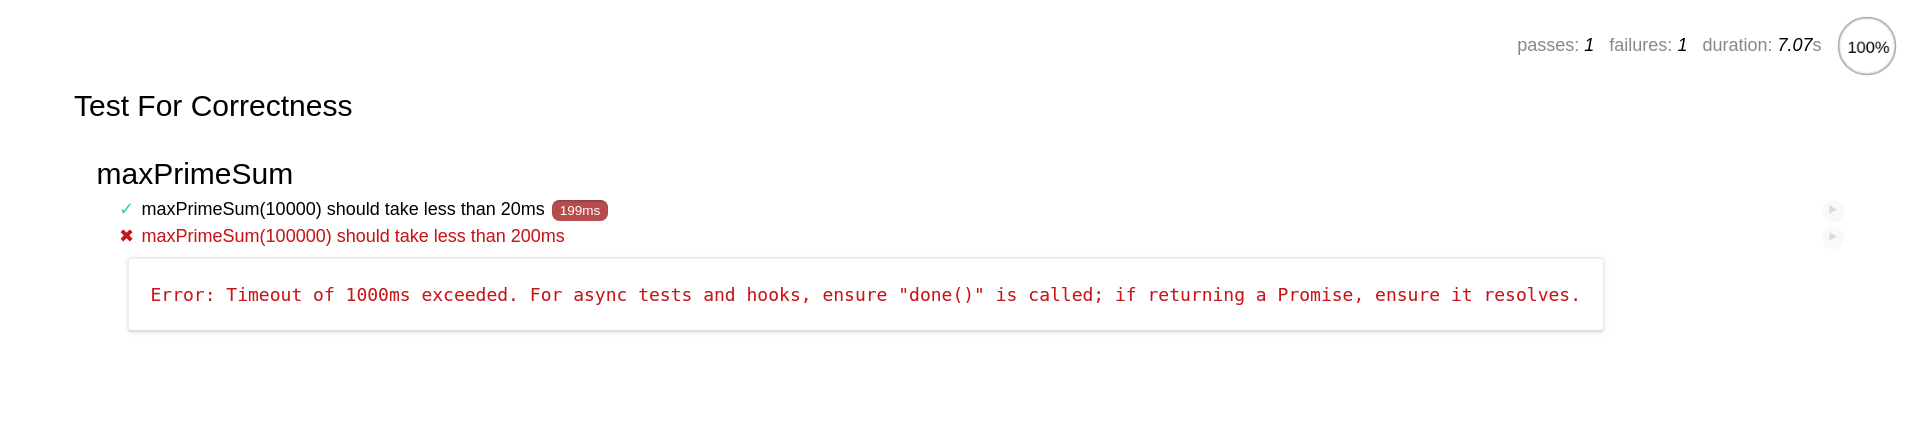 passes: 1 failures: 1 duration: 7.07s 100%
Test For Correctness
maxPrimeSum
✓ maxPrimeSum(10000) should take less than 20ms 199ms
✖ maxPrimeSum(100000) should take less than 200ms
Error: Timeout of 1000ms exceeded. For async tests and hooks, ensure "done()" is called; if returning a Promise, ensure it resolves.